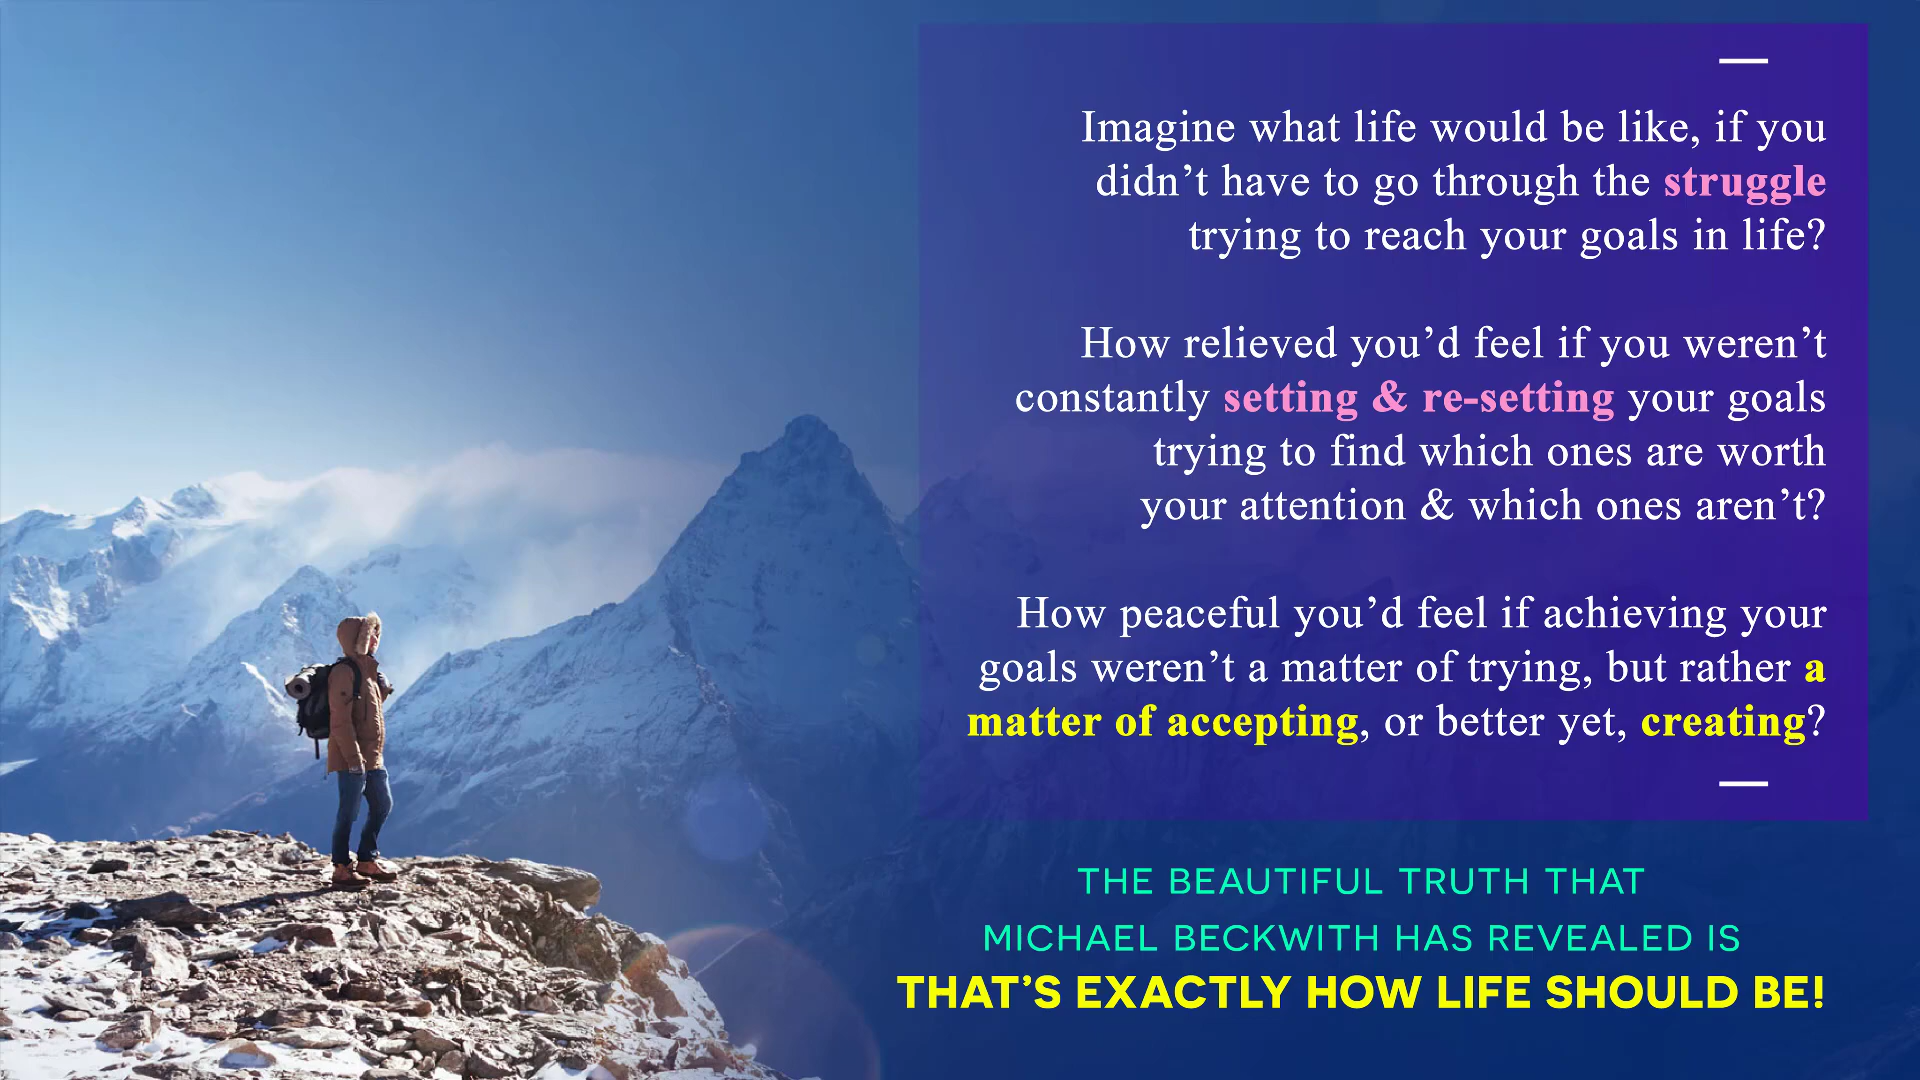 Imagine what life would be like, if you
didn’t have to go through the struggle
trying to reach your goals in life?
How relieved you’d feel if you weren’t
constantly setting & re-setting your goals
trying to find which ones are worth
your attention & which ones aren’t?
How peaceful you’d feel if achieving your
goals weren’t a matter of trying, but rather a
matter of accepting, or better yet, creating?
THE BEAUTIFUL TRUTH THAT
MICHAEL BECKWITH HAS REVEALED IS
THAT’S EXACTLY HOW LIFE SHOULD BE!